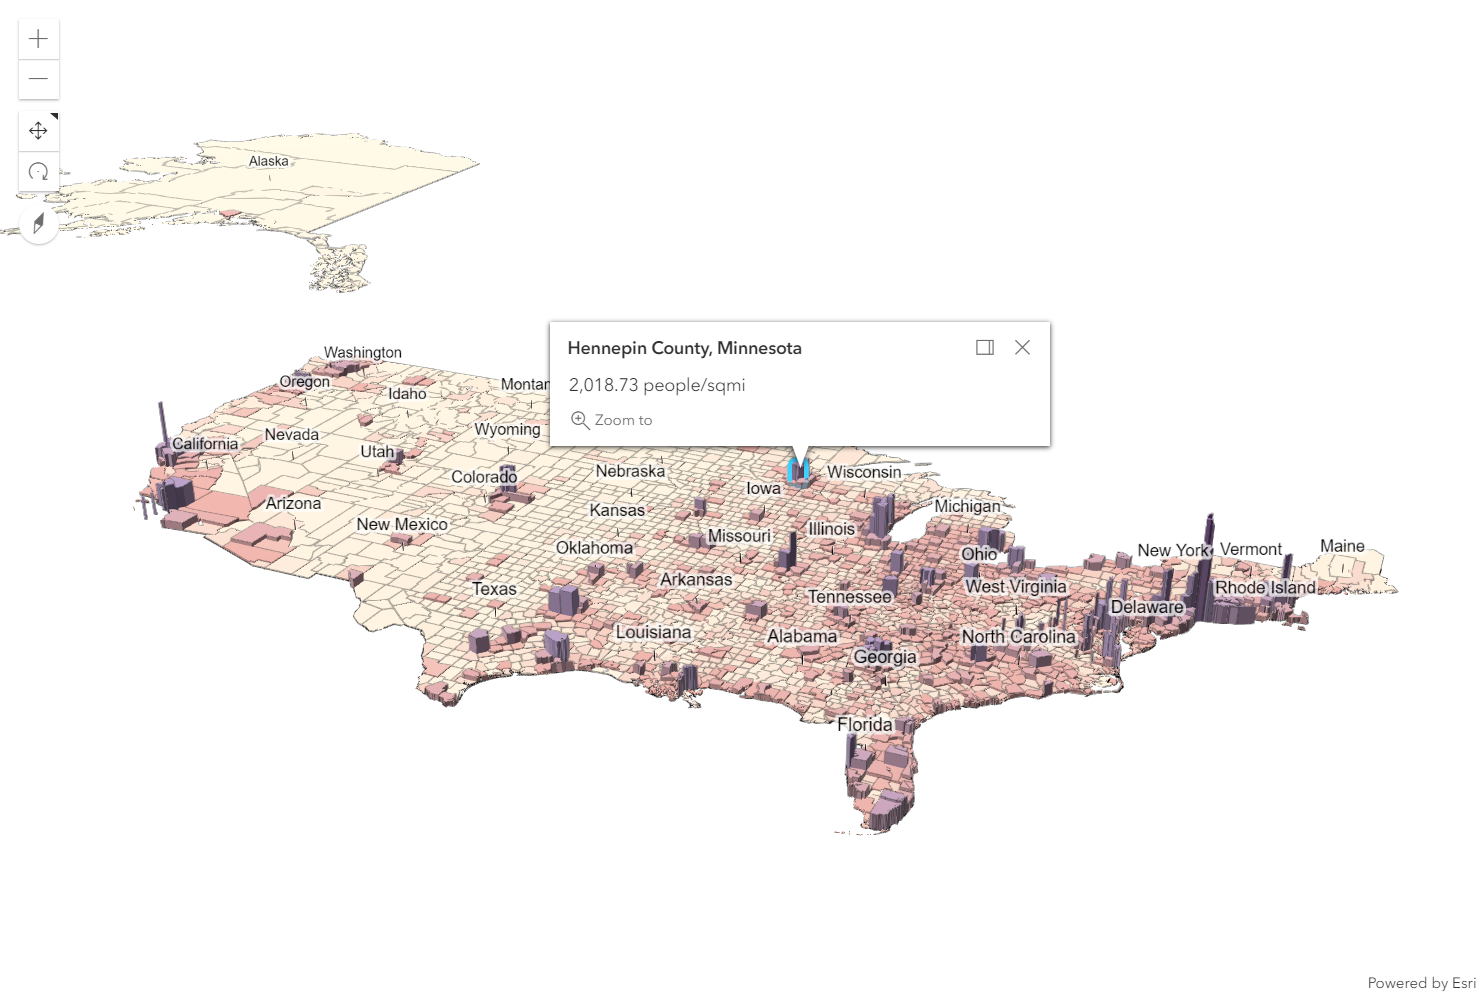 Alaska
Hennepin County, Minnesota
2,018.73 people/sqmi
Zoom to
Washington
Oregon
Idaho
Montan
Nevada
Wyoming
California
Utah
Colorado
Nebraska
Wisconsin
Iowa
Arizona
New Mexico
Kansas
Michigan
Missouri
Illinois
Oklahoma
Ohio
New York
Vermont
Maine
Texas
Arkansas
Tennessee
West Virginia
Rhode Island
Delaware
Louisiana
Alabama
North Carolina
Georgia
Florida
Powered by Esri